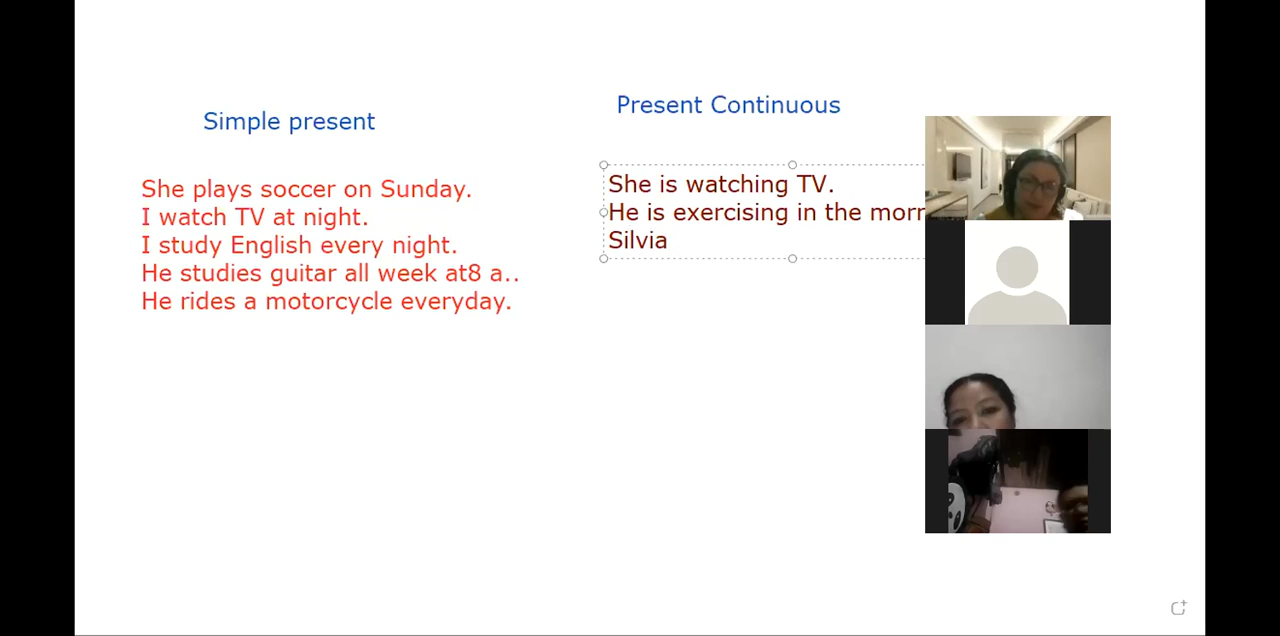 Simple present
She plays soccer on Sunday.
I watch TV at night.
I study English every night.
He studies guitar all week at8 a..
He rides a motorcycle everyday.
Present Continuous
She is watching TV.
He is exercising in the
Silvia